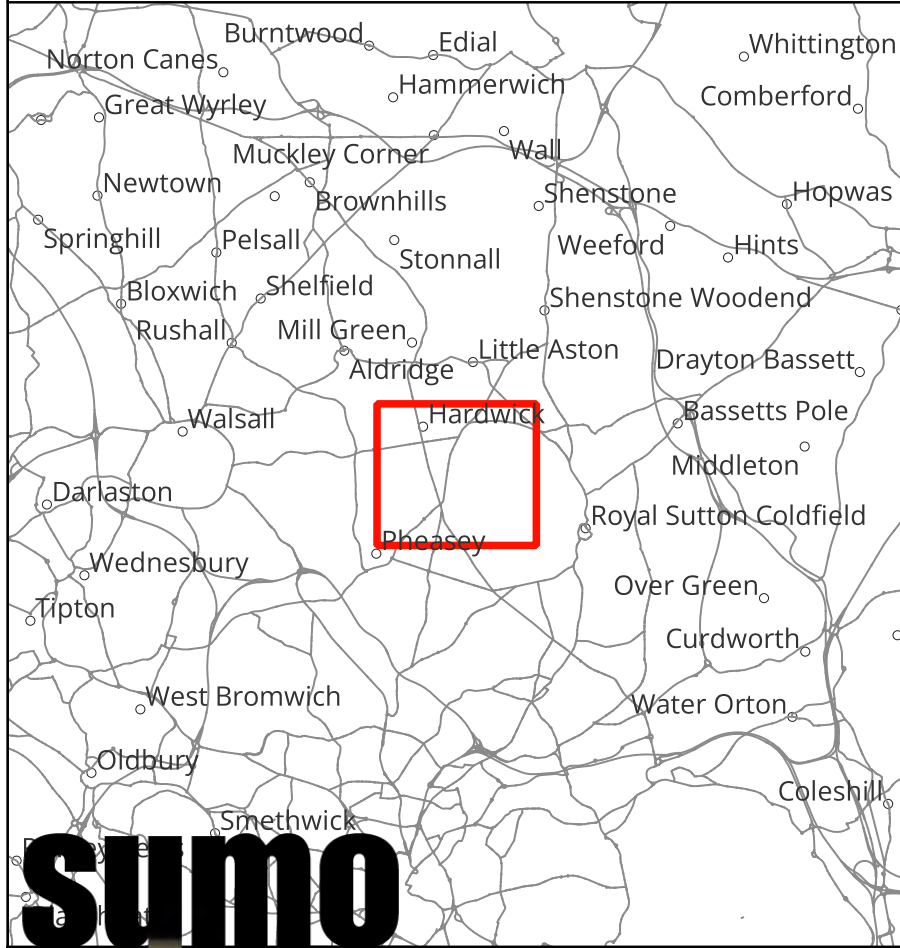 Burntwood
Edial
Whittington
Norton Canes
Hammerwich
Comberford
Great Wyrley
Muckley Corner
Wall
Newtown
Brownhills
Shenstone
Hopwas
Springhill
Pelsall
Stonnall
Weeford
Hints
Bloxwich
Shelfield
Shenstone Woodend
Rushall
Mill Green
Aldridge
Little Aston
Drayton Bassett
Walsall
Hardwick
Bassetts Pole
Middleton
Darlaston
Royal Sutton Coldfield
Pheasey
Wednesbury
Over Green
Tipton
Curdworth
West Bromwich
Water Orton
Oldbury
Coleshill
Smethwick
Sumo